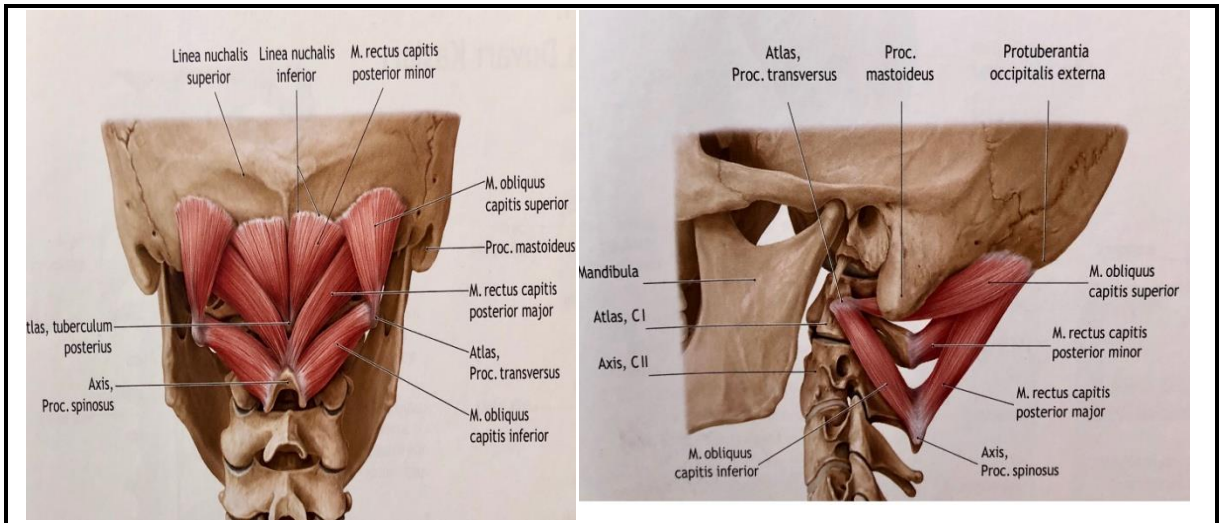 Linea nuchalis
superior
Linea nuchalis
inferior
M. rectus capitis
posterior minor
M. obliquus
capitis superior
Proc. mastoideus
M. rectus capitis
posterior major
tlas, tuberculum
posterius
Atlas,
Proc. transversus
Axis,
Proc. spinosus
M. obliquus
capitis inferior
Atlas,
Proc. transversus
Proc.
mastoideus
Protuberantia
occipitalis externa
Mandibula
M. obliquus
capitis superior
Atlas, CI
M. rectus capitis
posterior minor
Axis, CII
M. rectus capitis
posterior major
M. obliquus
capitis inferior
Axis,
Proc. spinosus